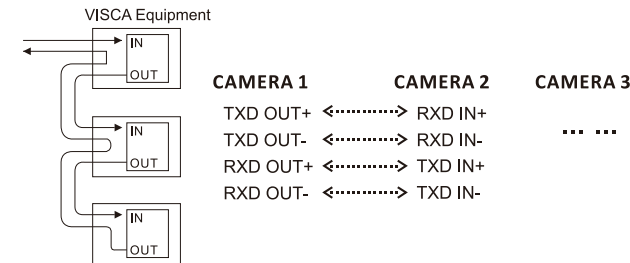 VISCA Equipment
IN
OUT
IN
OUT
IN
OUT
CAMERA 1 CAMERA 2 CAMERA 3
TXD OUT+ RXD IN+
TXD OUT- RXD IN-
RXD OUT+ TXD IN+
RXD OUT- TXD IN-
... ...